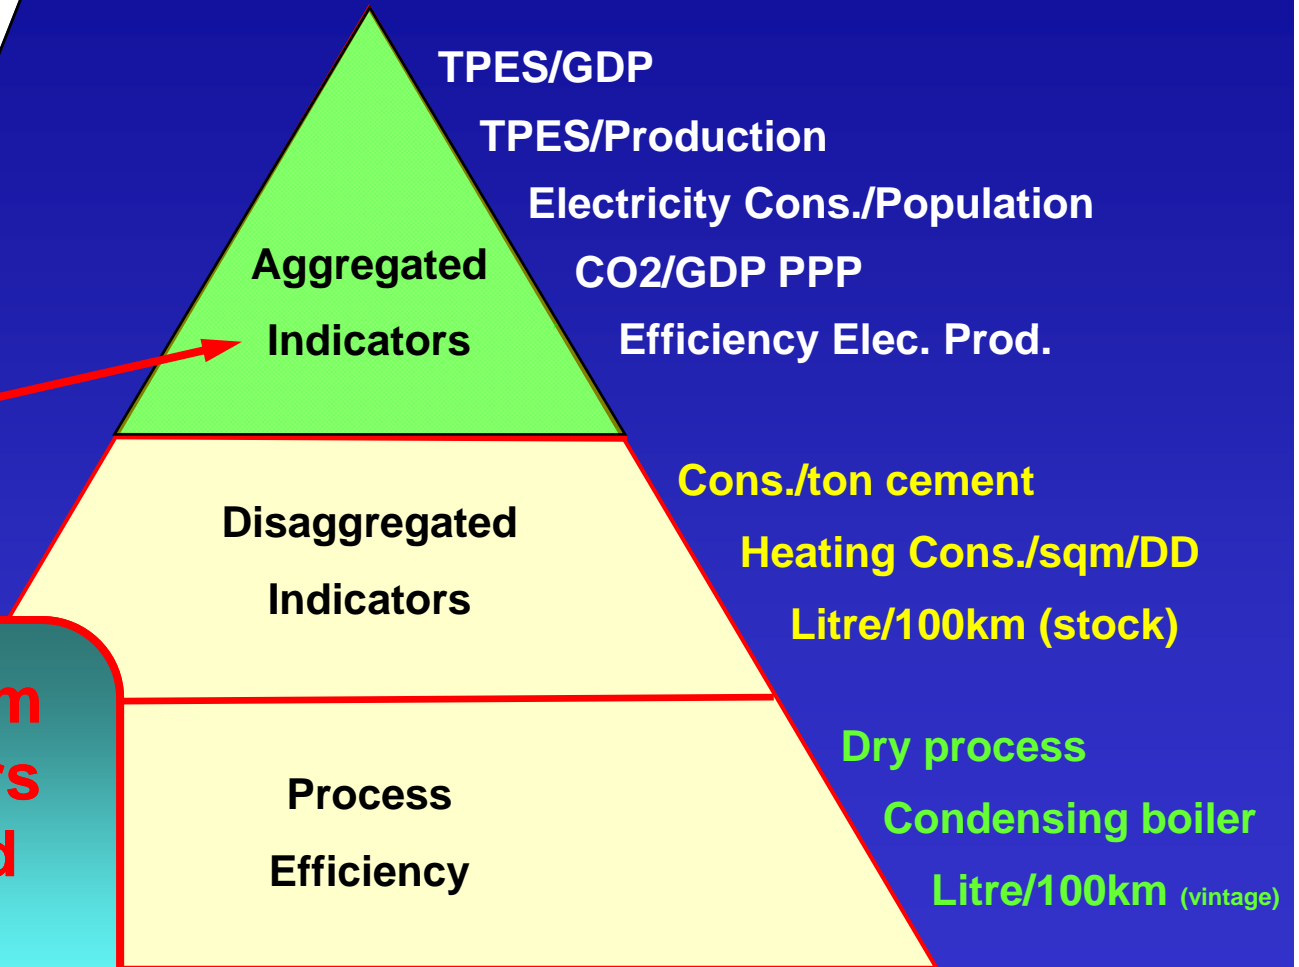 TPES/GDP
TPES/Production
Electricity Cons./Population
CO2/GDP PPP
Efficiency Elec. Prod.
Aggregated
Indicators
Cons./ton cement
Heating Cons./sqm/DD
Litre/100km (stock)
Disaggregated
Indicators
m
rs
d
Dry process
Condensing boiler
Litre/100km (vintage)
Process
Efficiency